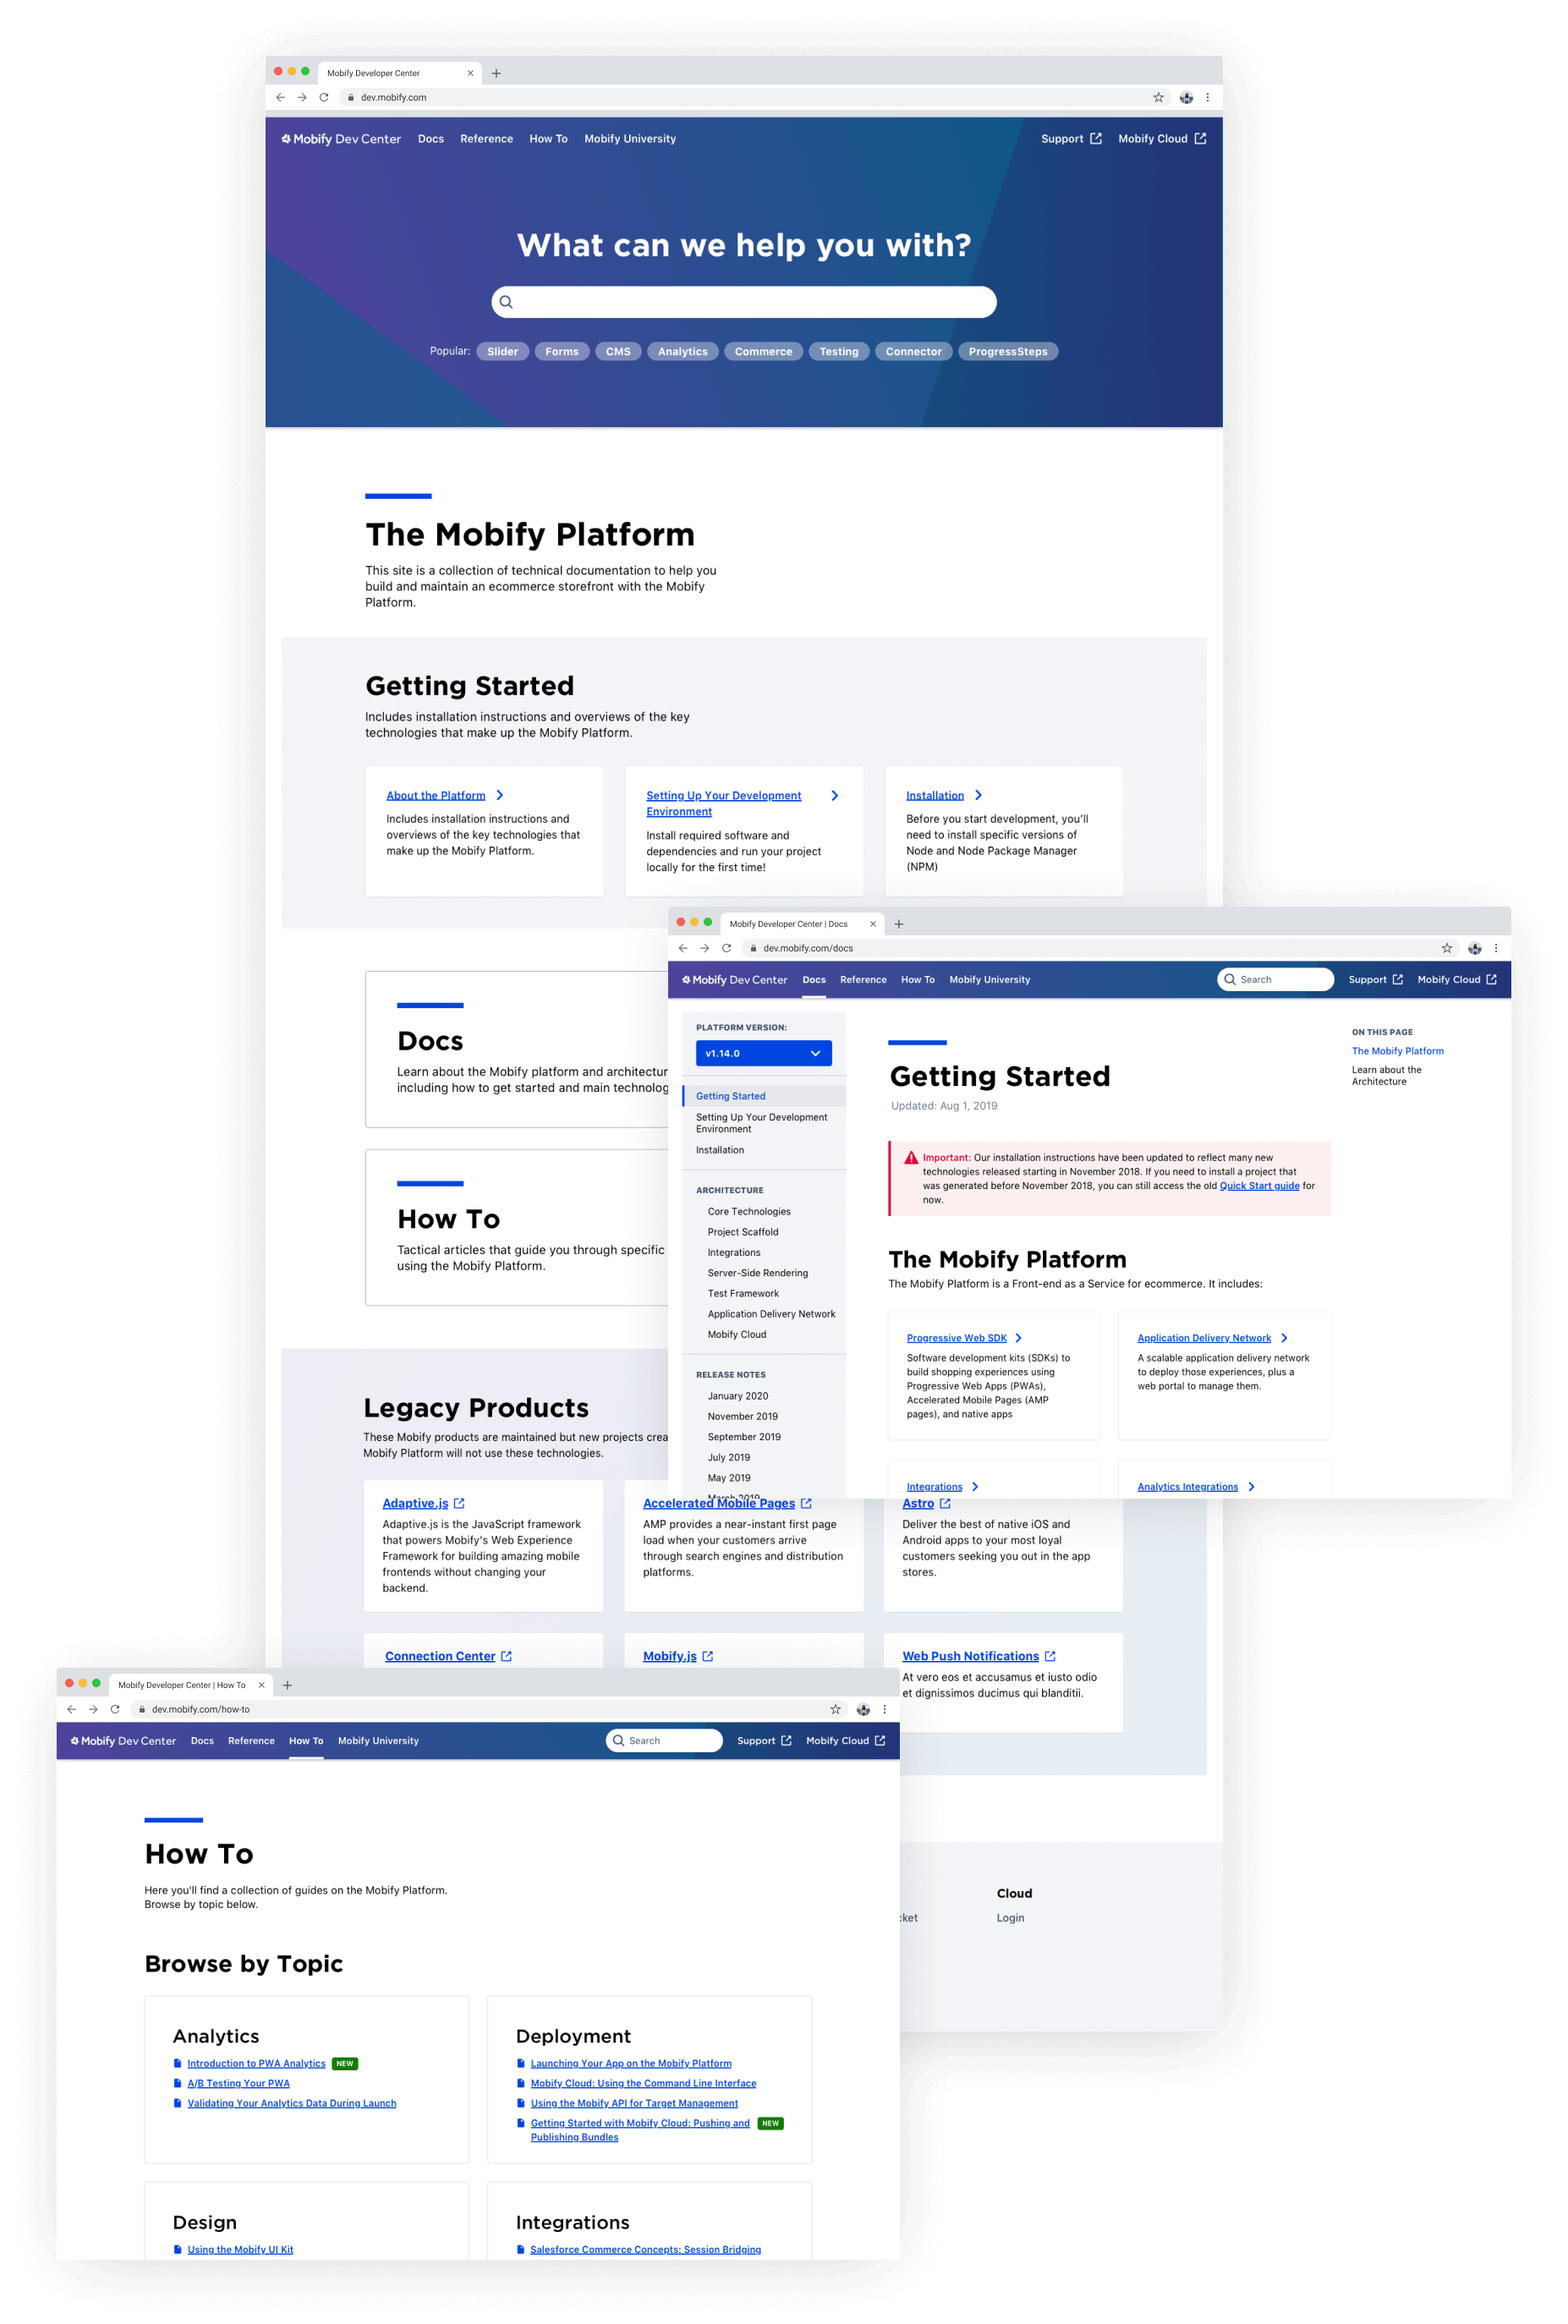 Mobify Developer Center
dev.mobify.com
Mobify Dev Center Docs Reference How To Mobify University Support Mobify Cloud
What can we help you with?
Popular: Slider Forms CMS Analytics Commerce Testing Connector ProgressSteps
The Mobify Platform
This site is a collection of technical documentation to help you
build and maintain an ecommerce storefront with the Mobify
Platform.
Getting Started
Includes installation instructions and overviews of the key
technologies that make up the Mobify Platform.
About the Platform
Includes installation instructions and
overviews of the key technologies that
make up the Mobify Platform.
Setting Up Your Development
Environment
Install required software and
dependencies and run your project
locally for the first time!
Installation
Before you start development, you'll
need to install specific versions of
Node and Node Package Manager
(NPM)
Docs
Learn about the Mobify platform and architectur
including how to get started and main technolog
How To
Tactical articles that guide you through specific
using the Mobify Platform.
Legacy Products
These Mobify products are maintained but new projects crea
Mobify Platform will not use these technologies.
Adaptive.js
Adaptive.js is the JavaScript framework
that powers Mobify's Web Experience
Framework for building amazing mobile
frontends without changing your
backend.
Accelerated Mobile Pages
AMP provides a near-instant first page
load when your customers arrive
through search engines and distribution
platforms.
Astro
Deliver the best of native iOS and
Android apps to your most loyal
customers seeking you out in the app
stores.
Connection Center
Mobify.js
Web Push Notifications
At vero eos et accusamus et iusto odio
et dignissimos ducimus qui blanditii.
cket
Cloud
Login
Mobify Developer Center | Docs
dev.mobify.com/docs
Mobify Dev Center Docs Reference How To Mobify University Search Support Mobify Cloud
PLATFORM VERSION:
v1.14.0
Getting Started
Setting Up Your Development
Environment
Installation
ARCHITECTURE
Core Technologies
Project Scaffold
Integrations
Server-Side Rendering
Test Framework
Application Delivery Network
Mobify Cloud
RELEASE NOTES
January 2020
November 2019
September 2019
July 2019
May 2019
March 2019
Getting Started
Updated: Aug 1, 2019
Important: Our installation instructions have been updated to reflect many new
technologies released starting in November 2018. If you need to install a project that
was generated before November 2018, you can still access the old Quick Start guide for
now.
The Mobify Platform
The Mobify Platform is a Front-end as a Service for ecommerce. It includes:
Progressive Web SDK
Software development kits (SDKs) to
build shopping experiences using
Progressive Web Apps (PWAs),
Accelerated Mobile Pages (AMP
pages), and native apps
Application Delivery Network
A scalable application delivery network
to deploy those experiences, plus a
web portal to manage them.
Integrations
Analytics Integrations
ON THIS PAGE
The Mobify Platform
Learn about the
Architecture
Mobify Developer Center | How To
dev.mobify.com/how-to
Mobify Dev Center Docs Reference How To Mobify University Search Support Mobify Cloud
How To
Here you'll find a collection of guides on the Mobify Platform.
Browse by topic below.
Browse by Topic
Analytics
Introduction to PWA Analytics NEW
A/B Testing Your PWA
Validating Your Analytics Data During Launch
Deployment
Launching Your App on the Mobify Platform
Mobify Cloud: Using the Command Line Interface
Using the Mobify API for Target Management
Getting Started with Mobify Cloud: Pushing and NEW
Publishing Bundles
Design
Using the Mobify UI Kit
Integrations
Salesforce Commerce Concepts: Session Bridging